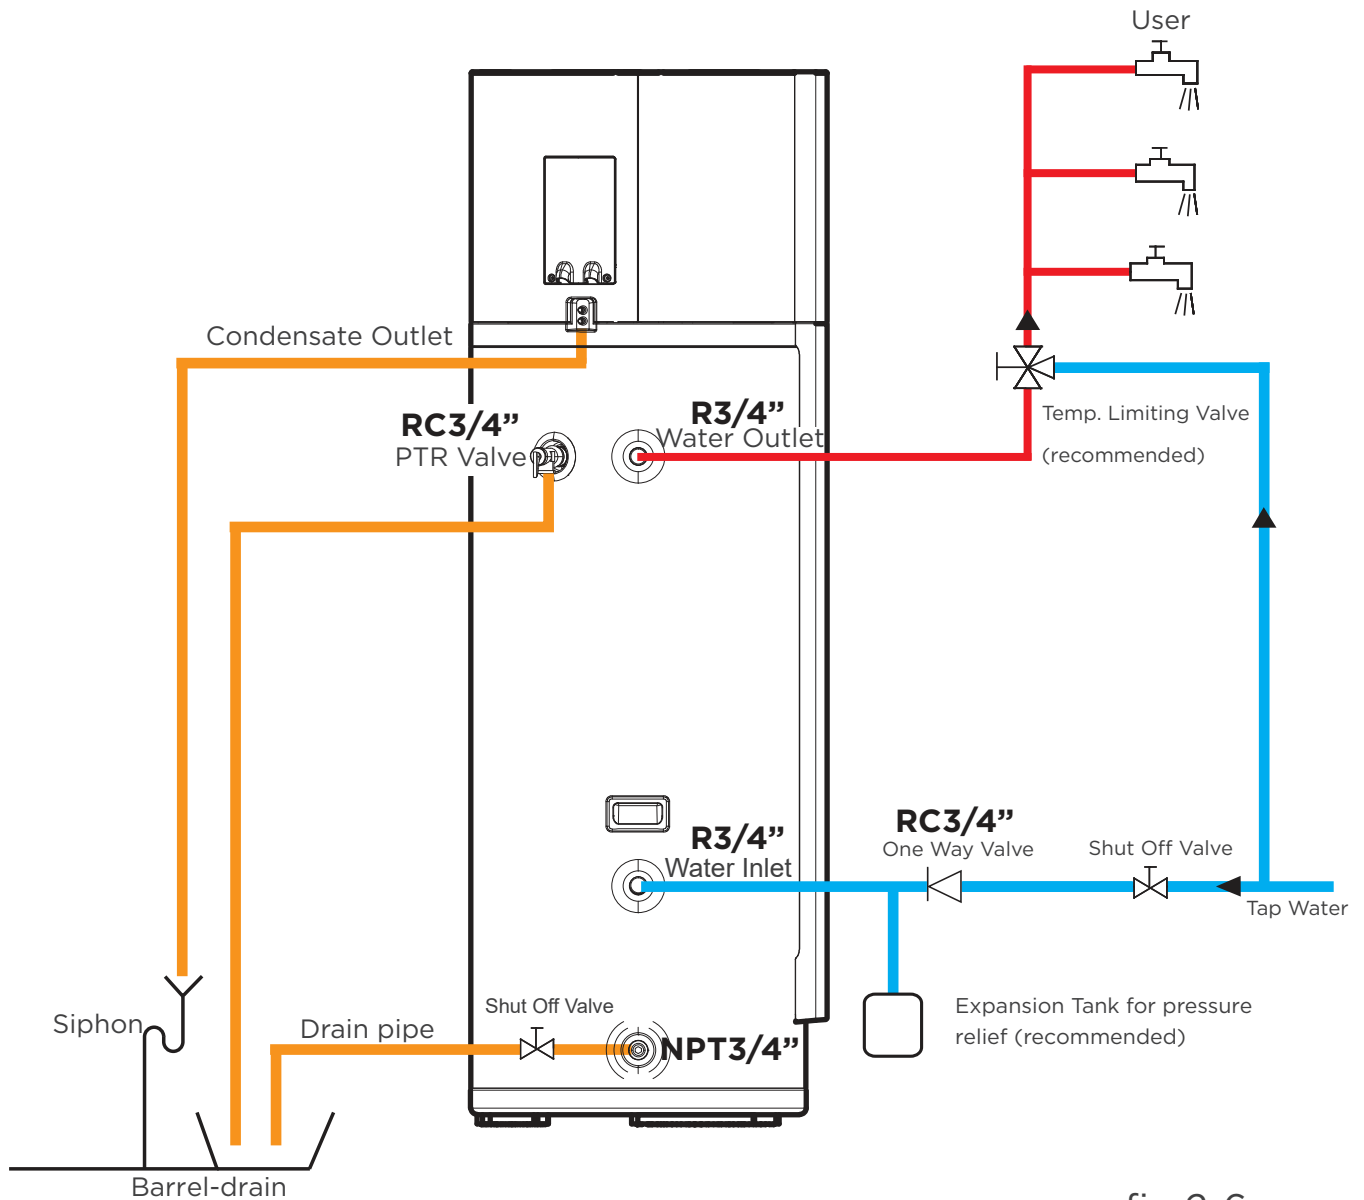 User
Condensate Outlet
RC3/4”
PTR Valve
R3/4”
Water Outlet
Temp. Limiting Valve
(recommended)
R3/4”
Water Inlet
RC3/4”
One Way Valve
Shut Off Valve
Tap Water
Expansion Tank for pressure
relief (recommended)
Siphon
Drain pipe
Shut Off Valve
NPT3/4”
Barrel-drain